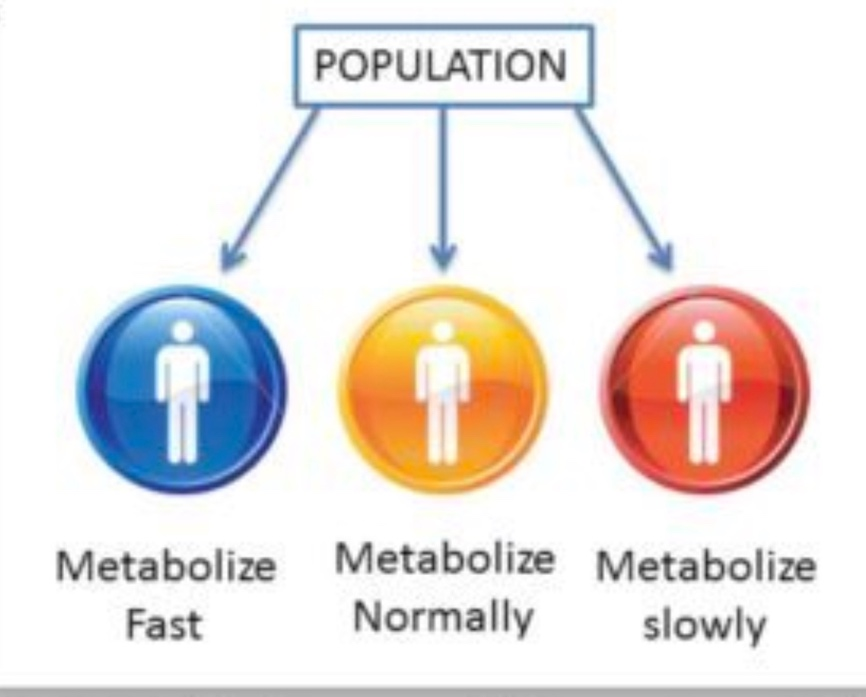 POPULATION
Metabolize
Fast
Metabolize
Normally
Metabolize
slowly